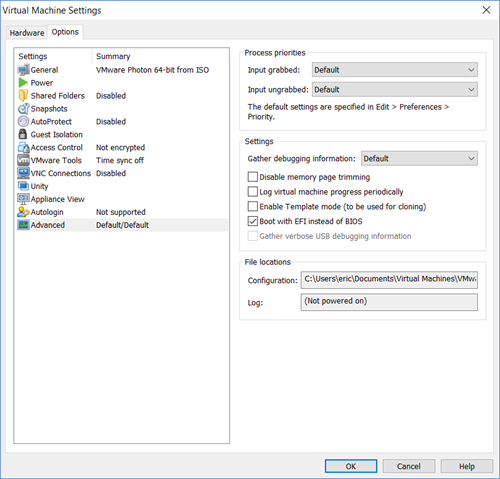 Virtual Machine Settings
Hardware Options
Settings Summary
General VMware Photon 64-bit from ISO
Power
Shared Folders Disabled
Snapshots
AutoProtect Disabled
Guest Isolation
Access Control Not encrypted
VMware Tools Time sync off
VNC Connections Disabled
Unity
Appliance View
Autologin Not supported
Advanced Default/Default
Process priorities
Input grabbed: Default
Input ungrabbed: Default
The default settings are specified in Edit > Preferences >
Priority.
Settings
Gather debugging information: Default
Disable memory page trimming
Log virtual machine progress periodically
Enable Template mode (to be used for cloning)
Boot with EFI instead of BIOS
Gather verbose USB debugging information
File locations
Configuration: C:\Users\eric\Documents\Virtual Machines\VMwa
Log: (Not powered on)
OK Cancel Help